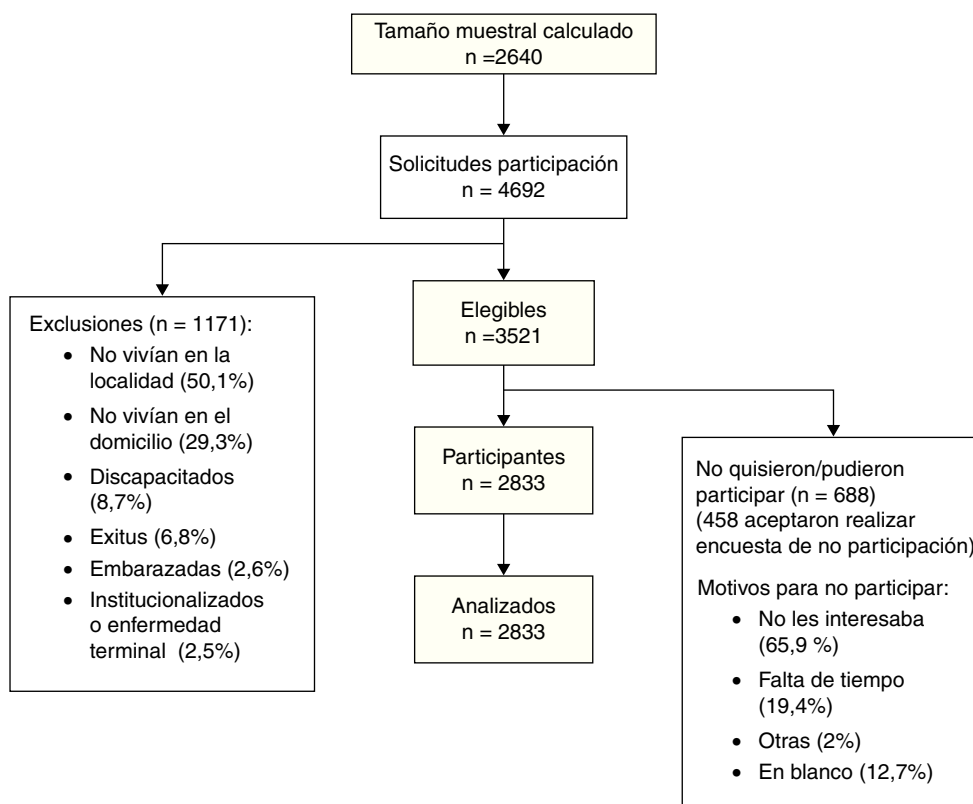 Tamaño muestral calculado
n =2640
Solicitudes participación
n = 4692
Exclusiones (n = 1171):
• No vivían en la
localidad (50,1%)
• No vivían en el
domicilio (29,3%)
• Discapacitados
(8,7%)
• Exitus (6,8%)
• Embarazadas (2,6%)
• Institucionalizados
o enfermedad
terminal (2,5%)
Elegibles
n =3521
Participantes
n = 2833
Analizados
n = 2833
No quisieron/pudieron
participar (n = 688)
(458 aceptaron realizar
encuesta de no participación)
Motivos para no participar:
• No les interesaba
(65,9 %)
• Falta de tiempo
(19,4%)
• Otras (2%)
• En blanco (12,7%)